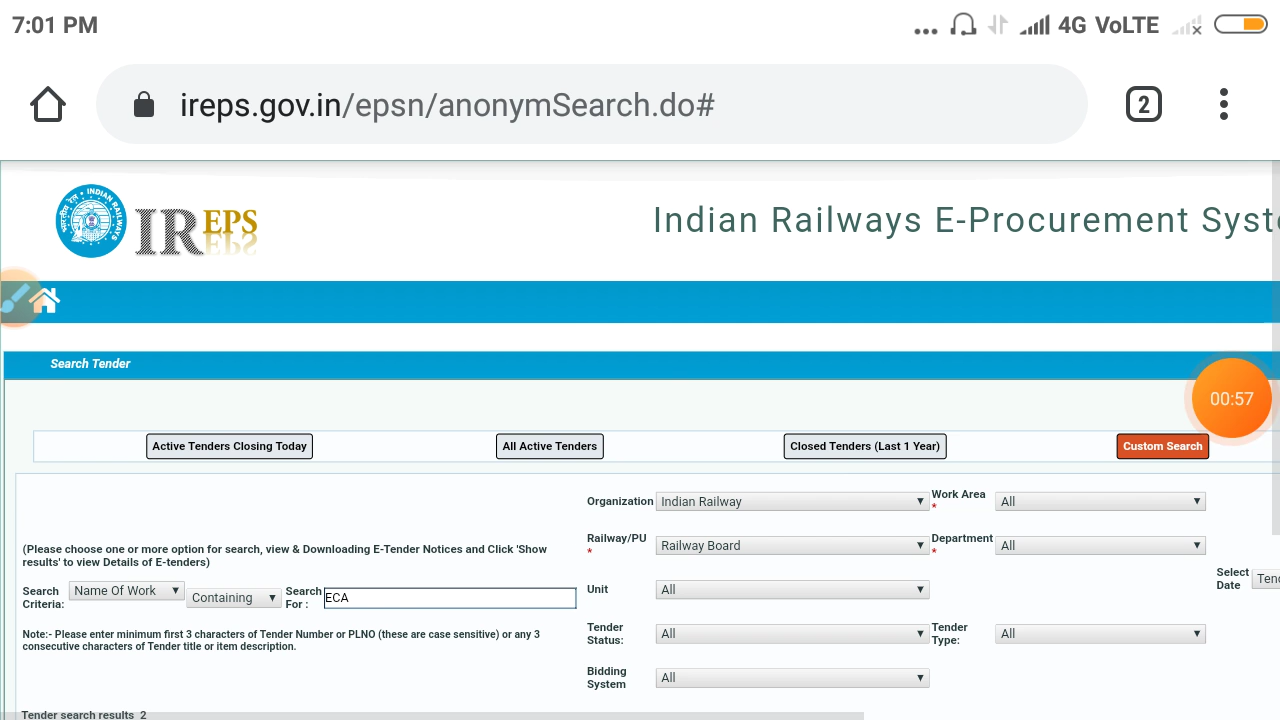 7:01 PM
... 4G VoLTE
ireps.gov.in/epsn/anonymSearch.do#
2
INDIAN RAILWAYS
IREPS
Indian Railways E-Procurement Syst
Search Tender
00:57
Active Tenders Closing Today
All Active Tenders
Closed Tenders (Last 1 Year)
Custom Search
Organization Indian Railway
Work Area * All
Railway/PU * Railway Board
Department * All
(Please choose one or more option for search, view & Downloading E-Tender Notices and Click 'Show
results' to view Details of E-tenders)
Search Criteria: Name Of Work Containing Search For : ECA
Unit All
Select Date Tend
Note:- Please enter minimum first 3 characters of Tender Number or PLNO (these are case sensitive) or any 3
consecutive characters of Tender title or item description.
Tender Status: All
Tender Type: All
Bidding System All
Tender search results 2